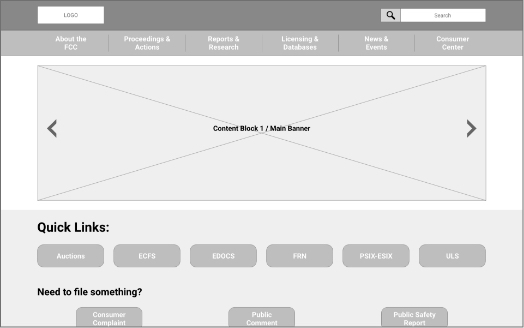 LOGO
Search
About the
FCC
Proceedings &
Actions
Reports &
Research
Licensing &
Databases
News &
Events
Consumer
Center
Content Block 1 / Main Banner
Quick Links:
Auctions
ECFS
EDOCS
FRN
PSIX-ESIX
ULS
Need to file something?
Consumer
Complaint
Public
Comment
Public Safety
Report